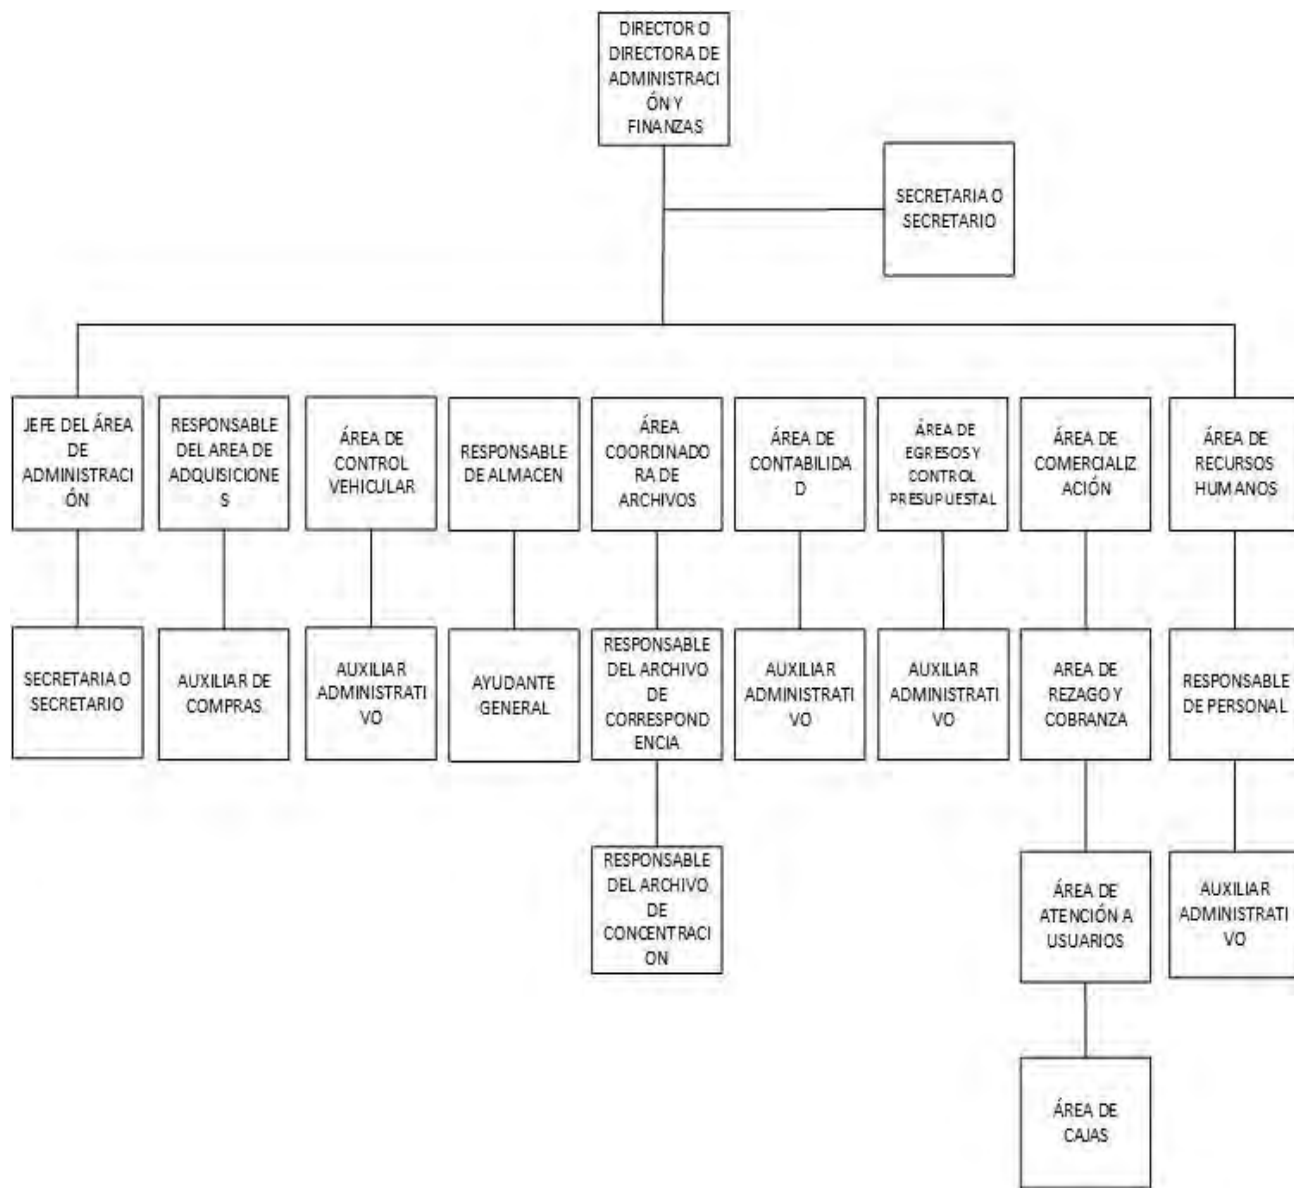 DIRECTOR O
DIRECTORA DE
ADMINISTRACI
ÓN Y
FINANZAS
SECRETARIA O
SECRETARIO
JEFE DEL ÁREA
DE
ADMINISTRACI
ÓN
RESPONSABLE
DEL AREA DE
ADQUISICIONE
S
ÁREA DE
CONTROL
VEHICULAR
RESPONSABLE
DE ALMACEN
ÁREA
COORDINADO
RA DE
ARCHIVOS
ÁREA DE
CONTABILIDA
D
ÁREA DE
EGRESOS Y
CONTROL
PRESUPUESTAL
ÁREA DE
COMERCIALIZ
ACIÓN
ÁREA DE
RECURSOS
HUMANOS
SECRETARIA O
SECRETARIO
AUXILIAR DE
COMPRAS
AUXILIAR
ADMINISTRATI
VO
AYUDANTE
GENERAL
RESPONSABLE
DEL ARCHIVO
DE
CORRESPOND
ENCIA
AUXILIAR
ADMINISTRATI
VO
AUXILIAR
ADMINISTRATI
VO
AREA DE
REZAGO Y
COBRANZA
RESPONSABLE
DE PERSONAL
RESPONSABLE
DEL ARCHIVO
DE
CONCENTRACI
ON
ÁREA DE
ATENCIÓN A
USUARIOS
AUXILIAR
ADMINISTRATI
VO
ÁREA DE
CAJAS